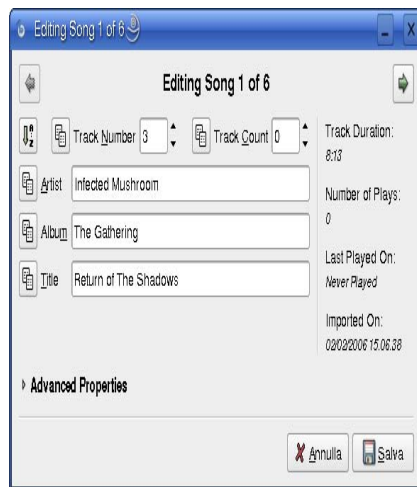 Editing Song 1 of 6
Editing Song 1 of 6
Track Number 3 Track Count 0
Artist Infected Mushroom
Album The Gathering
Title Return of The Shadows
Track Duration:
8:13
Number of Plays:
0
Last Played On:
Never Played
Imported On:
02/02/2006 15.06.38
Advanced Properties
Annulla Salva